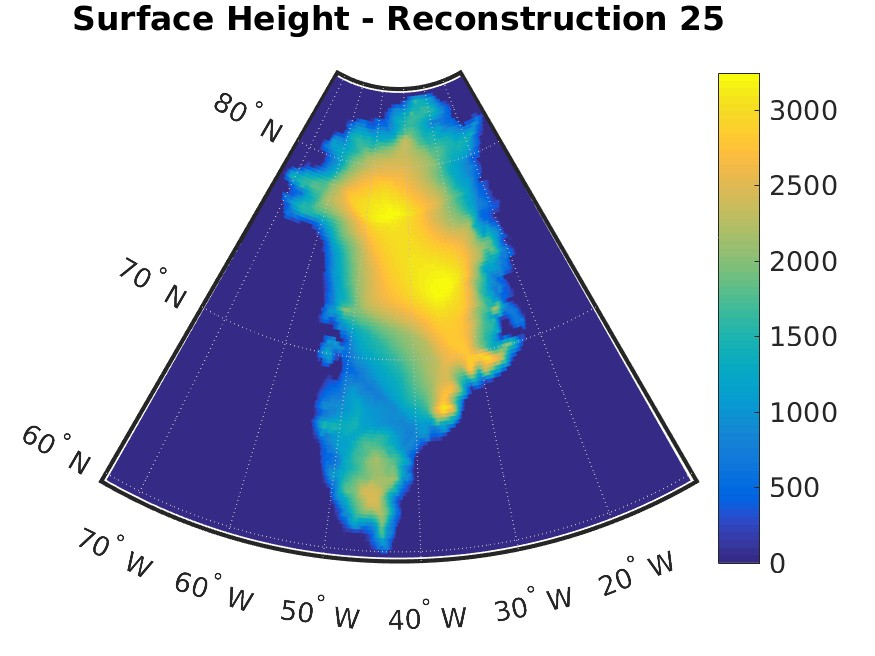 Surface Height - Reconstruction 25
80° N
70° N
60° N
70° W
60° W
50° W
40° W
30° W
20° W
3000
2500
2000
1500
1000
500
0